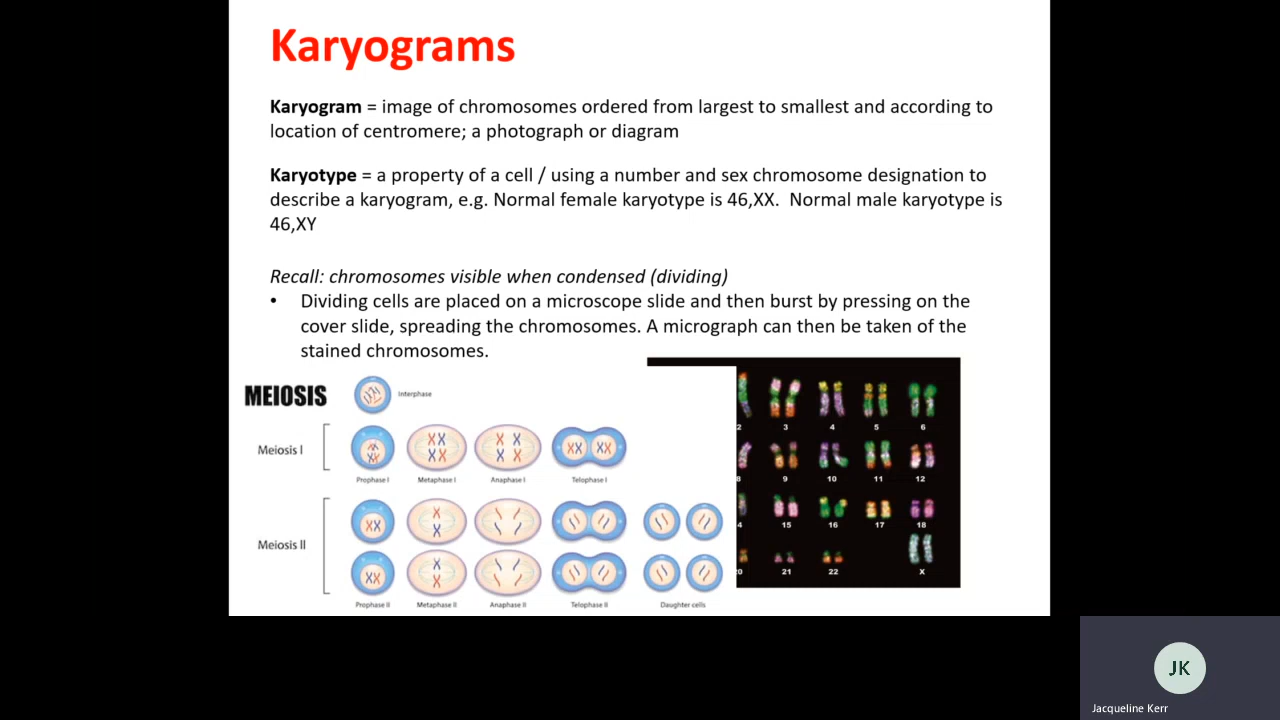 Karyograms
Karyogram = image of chromosomes ordered from largest to smallest and according to
location of centromere; a photograph or diagram
Karyotype = a property of a cell / using a number and sex chromosome designation to
describe a karyogram, e.g. Normal female karyotype is 46,XX.  Normal male karyotype is
46,XY
Recall: chromosomes visible when condensed (dividing)
• Dividing cells are placed on a microscope slide and then burst by pressing on the
cover slide, spreading the chromosomes. A micrograph can then be taken of the
stained chromosomes.
MEIOSIS
Interphase
Meiosis I
Prophase I Metaphase I Anaphase I Telophase I
Meiosis II
Prophase II Metaphase II Anaphase II Telophase II Daughter cells
2 3 4 5 6
8 9 10 11 12
4 15 16 17 18
20 21 22 X
JK
Jacqueline Kerr